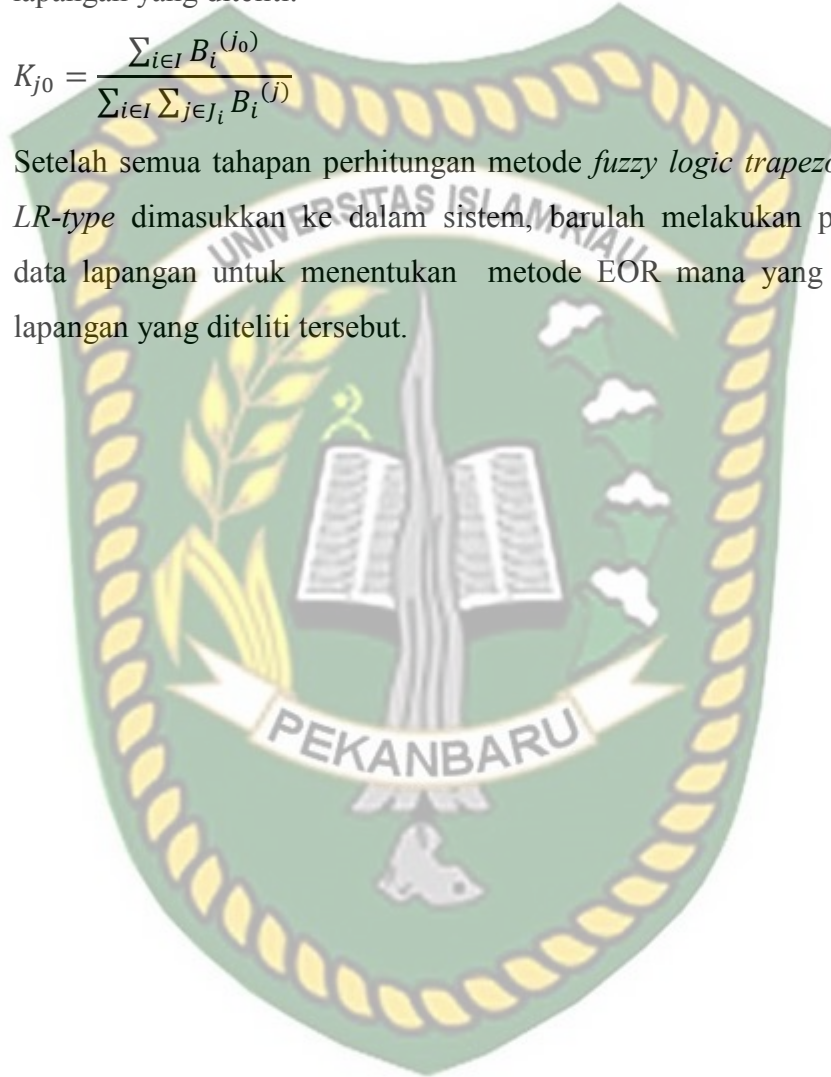 lapangan yang diteliti.
K_{j0} = \frac{\sum_{i \in I} B_i^{(j_0)}}{\sum_{i \in I} \sum_{j \in J_i} B_i^{(j)}}
Setelah semua tahapan perhitungan metode fuzzy logic trapezo
LR-type dimasukkan ke dalam sistem, barulah melakukan p
data lapangan untuk menentukan metode EOR mana yang
lapangan yang diteliti tersebut.
UNIVERSITAS ISLAM RIAU
PEKANBARU